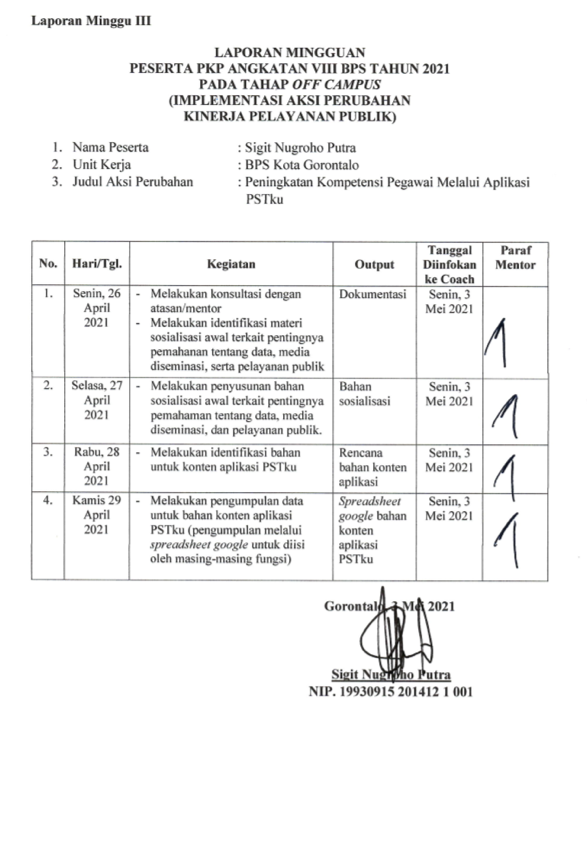 Laporan Minggu III
LAPORAN MINGGUAN
PESERTA PKP ANGKATAN VIII BPS TAHUN 2021
PADA TAHAP OFF CAMPUS
(IMPLEMENTASI AKSI PERUBAHAN
KINERJA PELAYANAN PUBLIK)
1. Nama Peserta : Sigit Nugroho Putra
2. Unit Kerja : BPS Kota Gorontalo
3. Judul Aksi Perubahan : Peningkatan Kompetensi Pegawai Melalui Aplikasi
PSTku
No. Hari/Tgl. Kegiatan Output Tanggal Diinfokan ke Coach Paraf Mentor
1. Senin, 26 April 2021
- Melakukan konsultasi dengan
atasan/mentor
- Melakukan identifikasi materi
sosialisasi awal terkait pentingnya
pemahanan tentang data, media
diseminasi, serta pelayanan publik
Dokumentasi
Senin, 3
Mei 2021
2. Selasa, 27 April 2021
- Melakukan penyusunan bahan
sosialisasi awal terkait pentingnya
pemahaman tentang data, media
diseminasi, dan pelayanan publik.
Bahan
sosialisasi
Senin, 3
Mei 2021
3. Rabu, 28 April 2021
- Melakukan identifikasi bahan
untuk konten aplikasi PSTku
Rencana
bahan konten
aplikasi
Senin, 3
Mei 2021
4. Kamis 29 April 2021
- Melakukan pengumpulan data
untuk bahan konten aplikasi
PSTku (pengumpulan melalui
spreadsheet google untuk diisi
oleh masing-masing fungsi)
Spreadsheet
google bahan
konten
aplikasi
PSTku
Senin, 3
Mei 2021
Gorontalo, 3 Mei 2021
Sigit Nugroho Putra
NIP. 19930915 201412 1 001